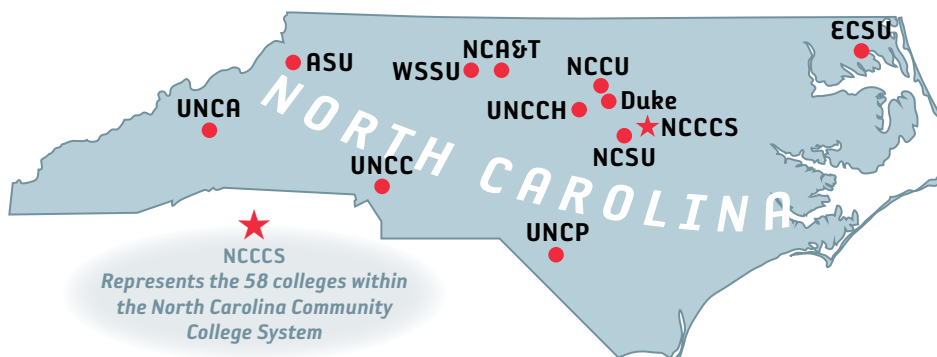 ECSU
NCA&T
ASU
WSSU
NCCU
UNCA
UNCCH
Duke
NCCCS
NCSU
UNCC
NORTH CAROLINA
UNCP
NCCCS
Represents the 58 colleges within
the North Carolina Community
College System